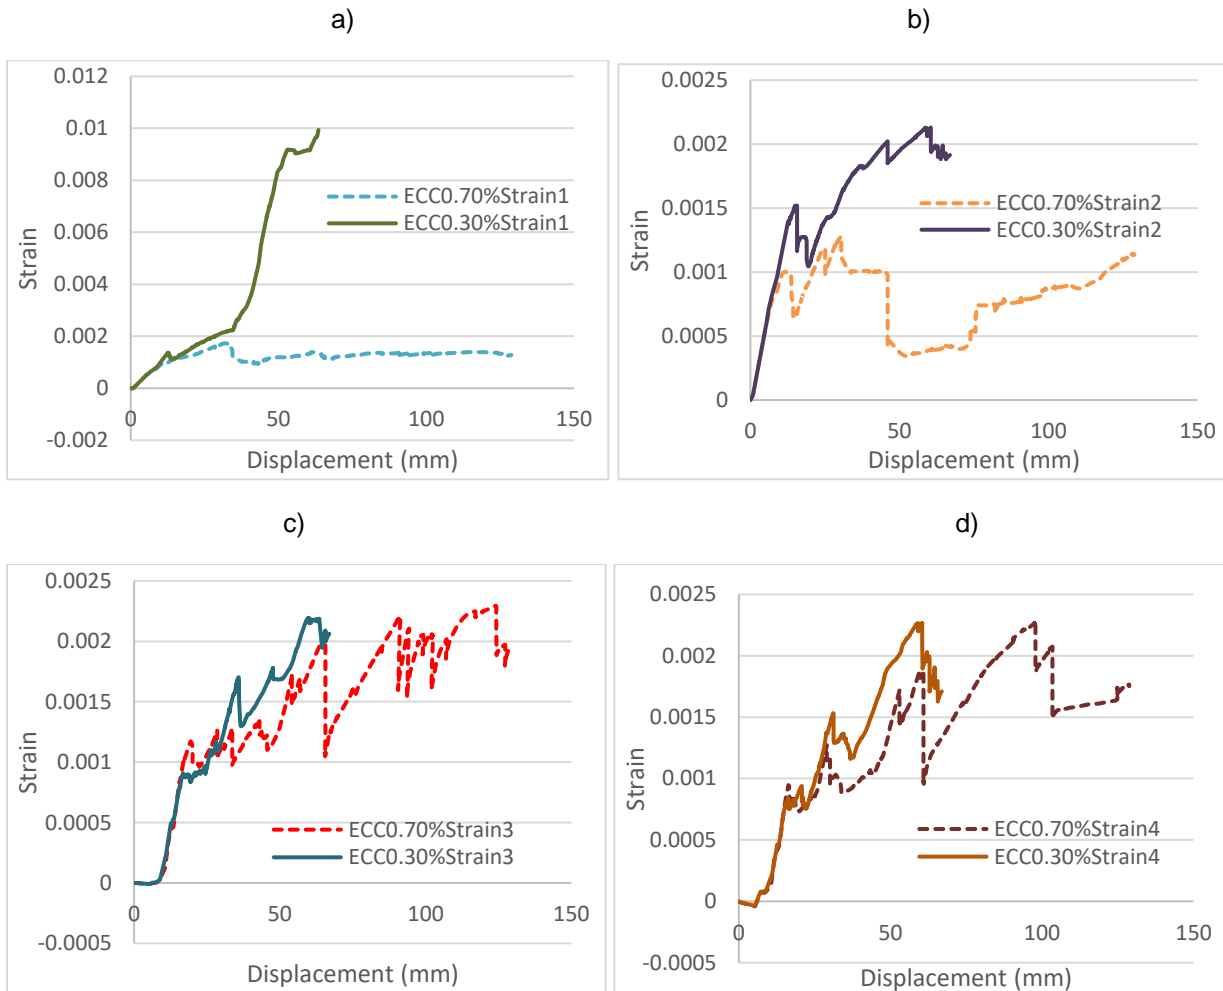 a)
0.012
0.01
0.008
0.006
0.004
0.002
0
-0.002
0
50
100
150
Strain
Displacement (mm)
ECC0.70%Strain1
ECC0.30%Strain1
b)
0.0025
0.002
0.0015
0.001
0.0005
0
0
50
100
150
Strain
Displacement (mm)
ECC0.70%Strain2
ECC0.30%Strain2
c)
0.0025
0.002
0.0015
0.001
0.0005
0
-0.0005
0
50
100
150
Strain
Displacement (mm)
ECC0.70%Strain3
ECC0.30%Strain3
d)
0.0025
0.002
0.0015
0.001
0.0005
0
-0.0005
0
50
100
150
Strain
Displacement (mm)
ECC0.70%Strain4
ECC0.30%Strain4